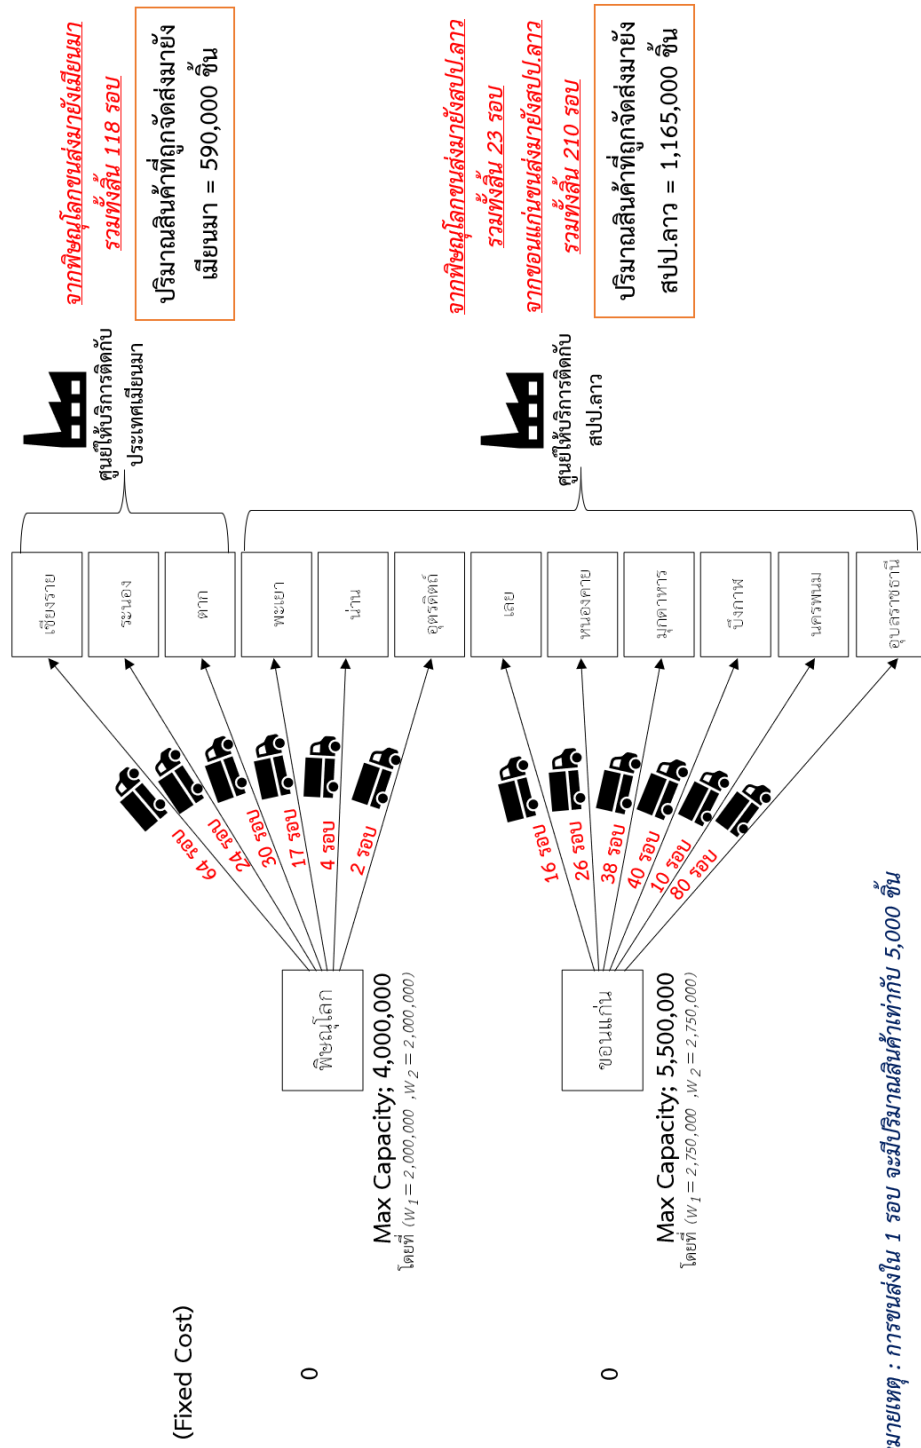 (Fixed Cost)
0
0
พิษณุโลก
Max Capacity; 4,000,000
โดยที่ (W1 = 2,000,000 ,W2 = 2,000,000)
ขอนแก่น
Max Capacity; 5,500,000
โดยที่ (W1 = 2,750,000 ,W2 = 2,750,000)
64 รอบ
24 รอบ
30 รอบ
17 รอบ
4 รอบ
2 รอบ
16 รอบ
26 รอบ
38 รอบ
40 รอบ
10 รอบ
80 รอบ
เชียงราย
ระนอง
ตาก
พะเยา
น่าน
อุตรดิตถ์
เลย
หนองคาย
มุกดาหาร
บึงกาฬ
นครพนม
อุบลราชธานี
ศูนย์ให้บริการติดกับ
ประเทศเมียนมา
ศูนย์ให้บริการติดกับ
สปป.ลาว
จากพิษณุโลกขนส่งมายังเมียนมา
รวมทั้งสิ้น 118 รอบ
ปริมาณสินค้าที่ถูกจัดส่งมายัง
เมียนมา = 590,000 ชิ้น
จากพิษณุโลกขนส่งมายังสปป.ลาว
รวมทั้งสิ้น 23 รอบ
จากขอนแก่นขนส่งมายังสปป.ลาว
รวมทั้งสิ้น 210 รอบ
ปริมาณสินค้าที่ถูกจัดส่งมายัง
สปป.ลาว = 1,165,000 ชิ้น
มายเหตุ : การขนส่งใน 1 รอบ จะมีปริมาณสินค้าเท่ากับ 5,000 ชิ้น